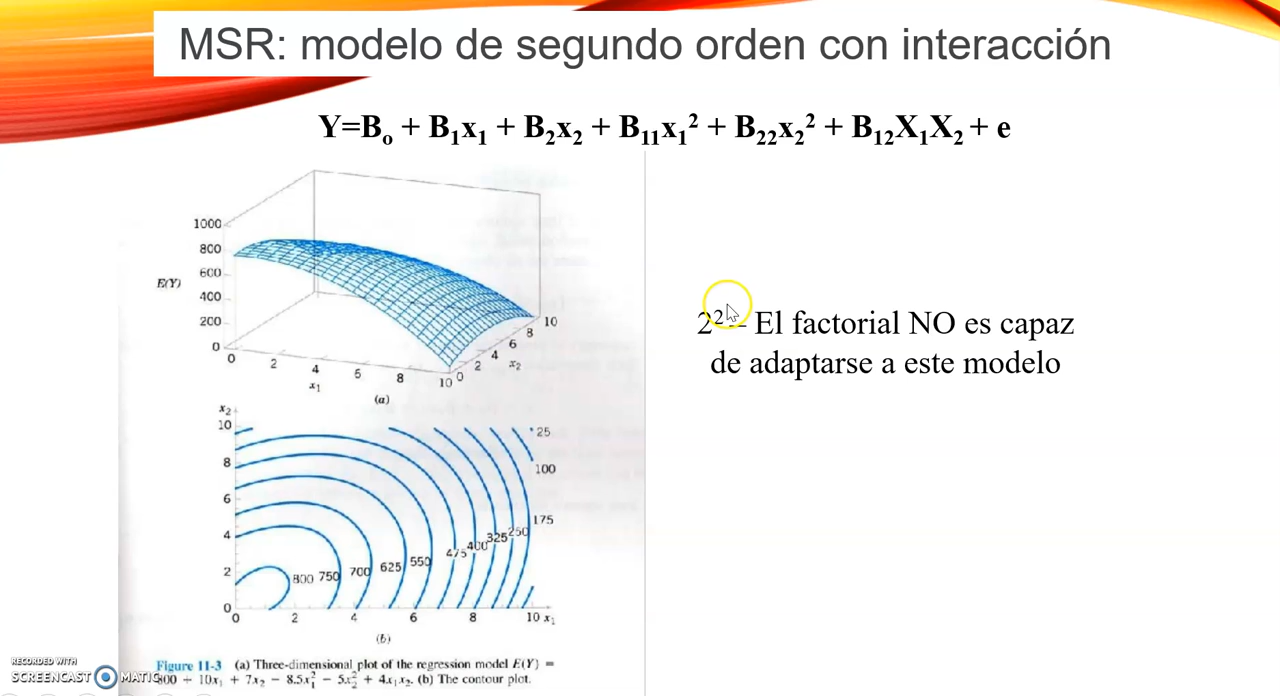 MSR: modelo de segundo orden con interacción
Y=Bₒ + B₁x₁ + B₂x₂ + B₁₁x₁² + B₂₂x₂² + B₁₂X₁X₂ + e
1000
800
600
400
200
0
E(Y)
0
2
4
6
8
10
x₁
0
2
4
6
8
10
x₂
(a)
2²– El factorial NO es capaz
de adaptarse a este modelo
x₂
10
8
6
4
2
0
0
2
4
6
8
10 x₁
800
750
700
625
550
475
400
325
250
175
100
25
(b)
Figure 11-3 (a) Three-dimensional plot of the regression model E(Y) =
800 + 10x₁ + 7x₂ − 8.5x₁² − 5x₂² + 4x₁x₂. (b) The contour plot.
RECORDED WITH
SCREENCAST MATIC